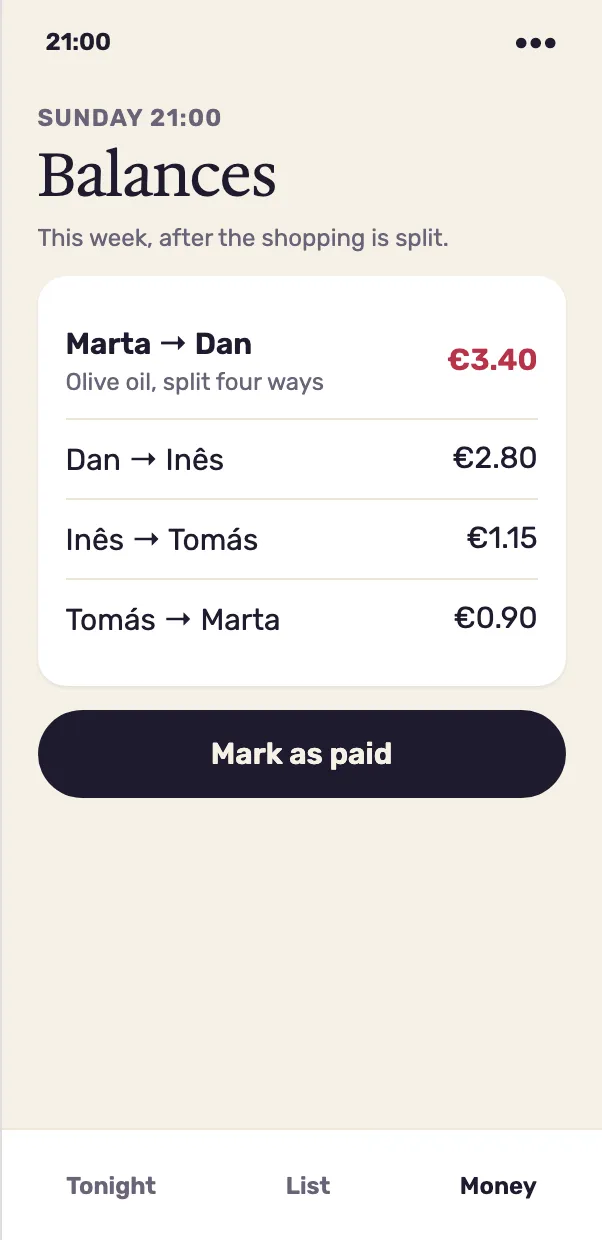 21:00
SUNDAY 21:00
Balances
This week, after the shopping is split.
Marta → Dan €3.40
Olive oil, split four ways
Dan → Inês €2.80
Inês → Tomás €1.15
Tomás → Marta €0.90
Mark as paid
Tonight List Money